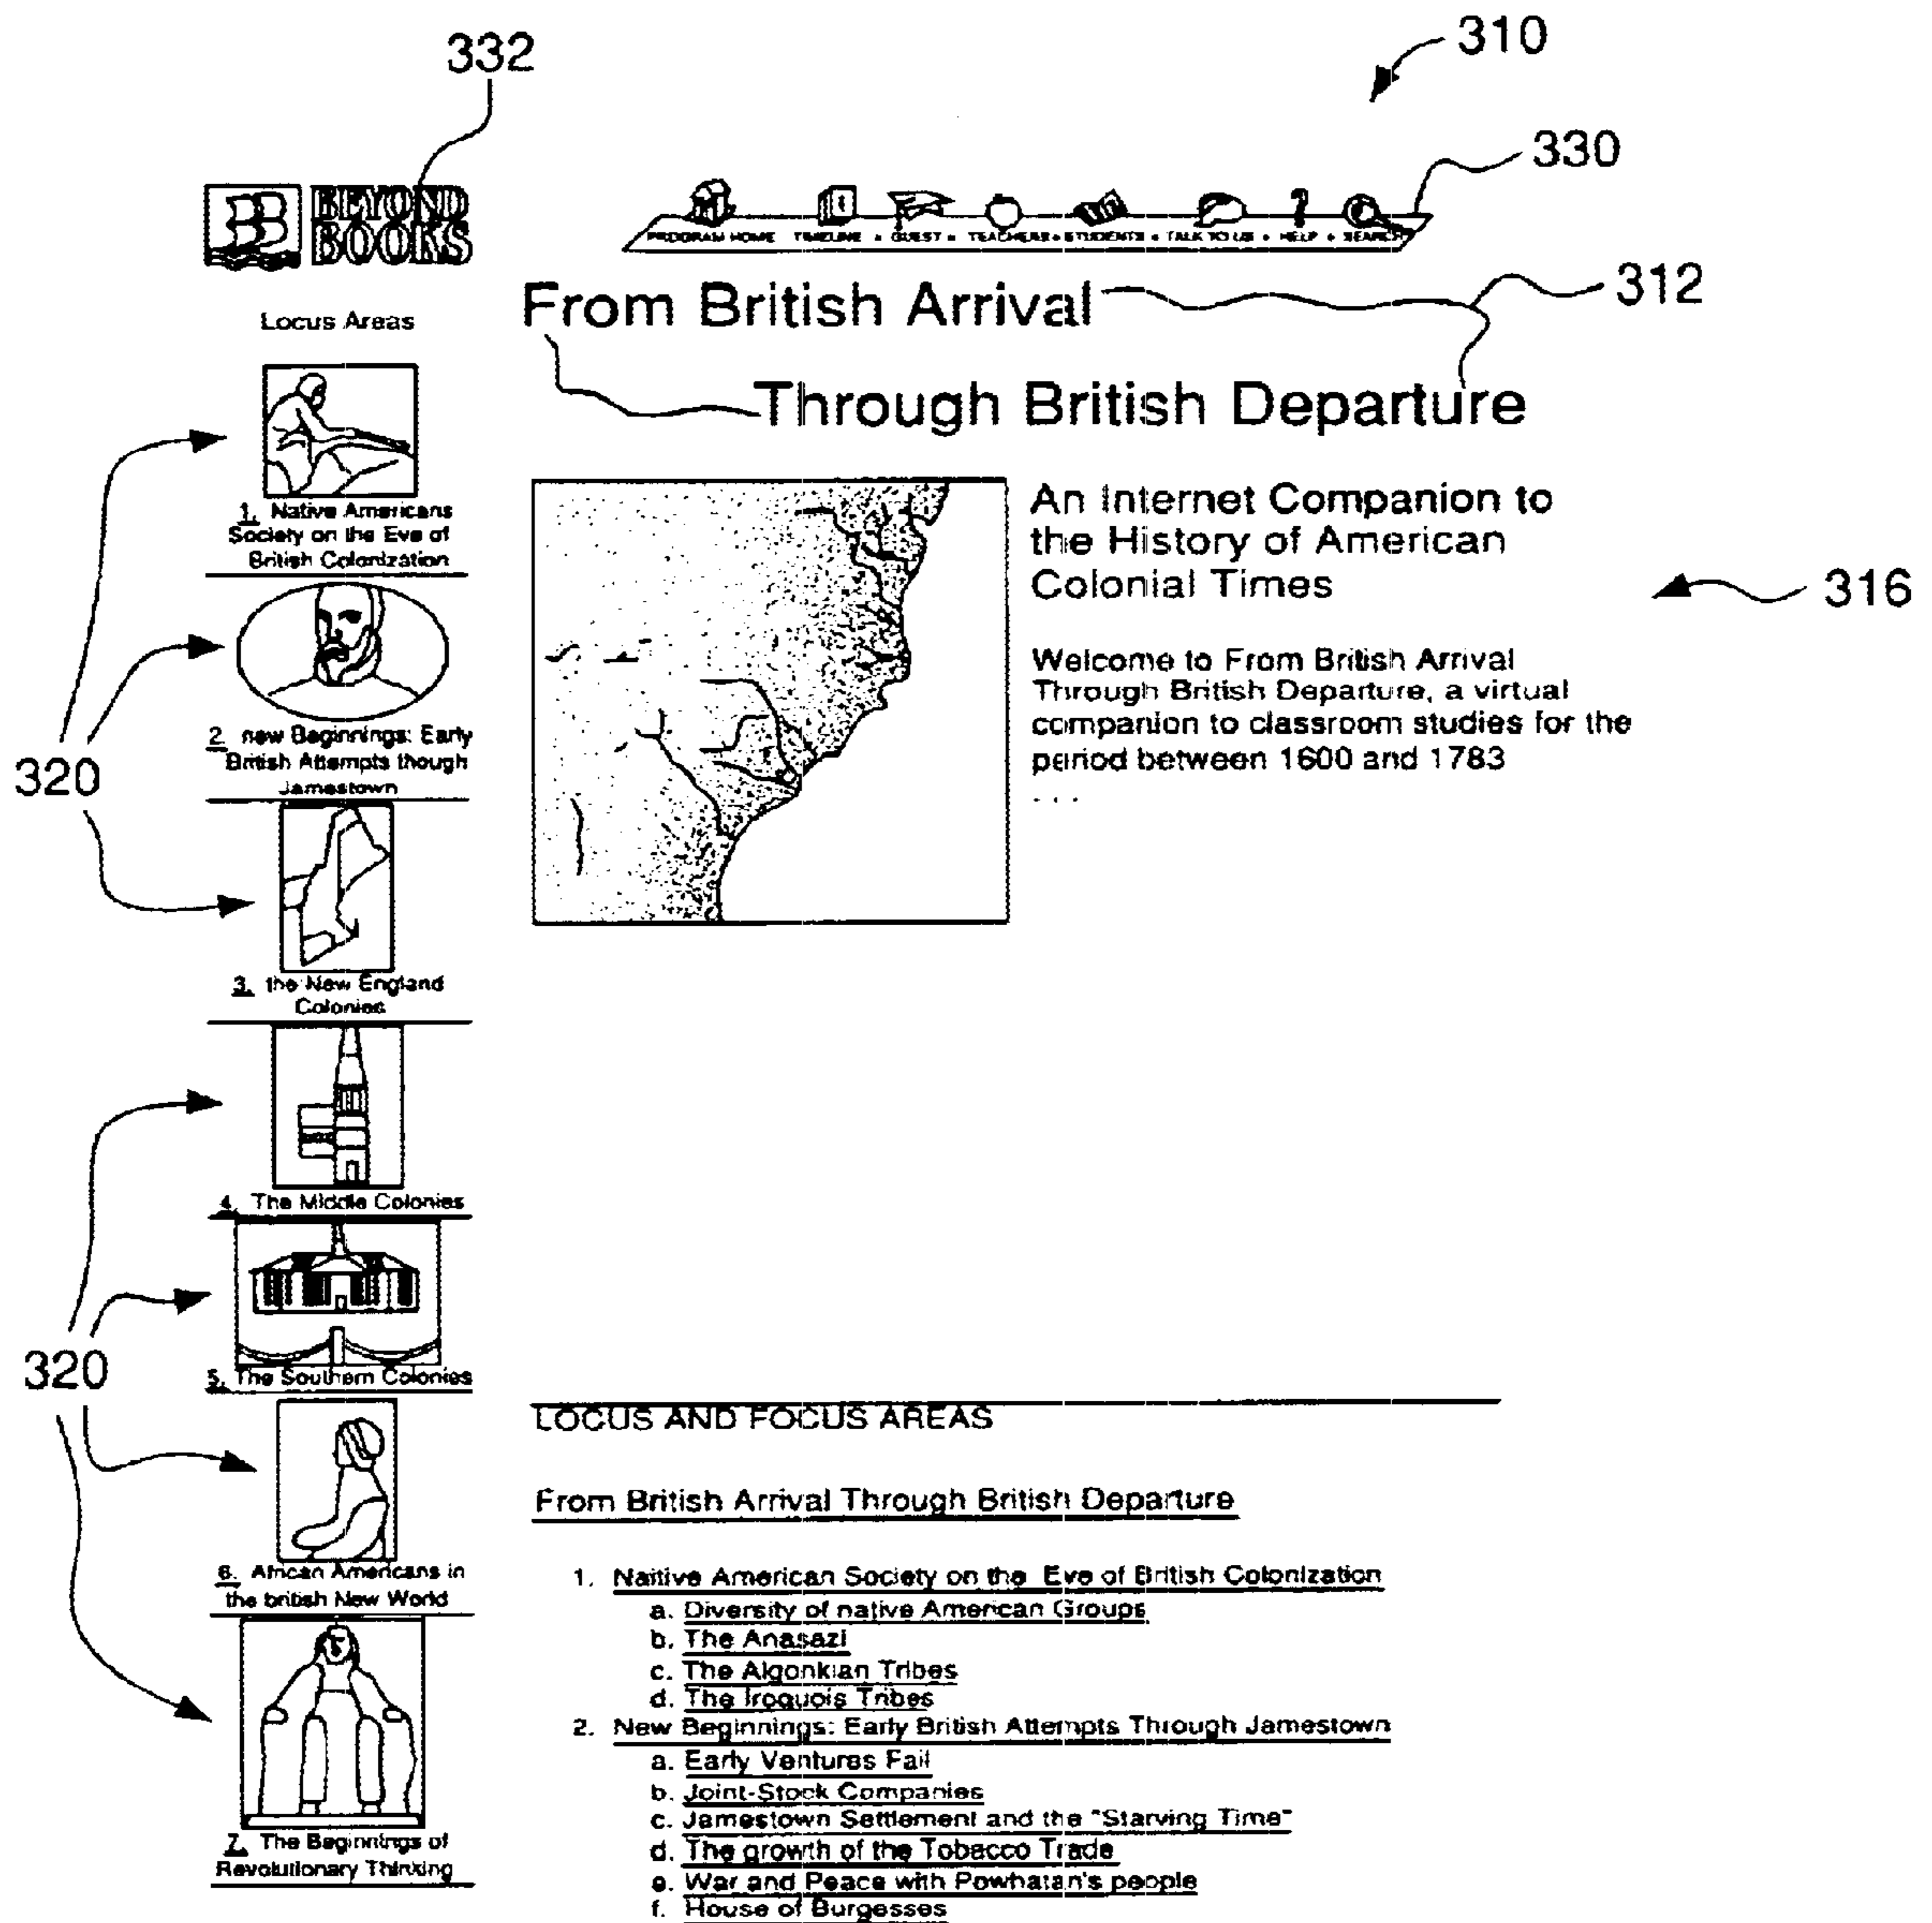 332
310
330
BEYOND
BOOKS
PROGRAM HOME TIMELINE • GUEST • TEACHERS • STUDENTS • TALK TO US • HELP • SEARCH
312
From British Arrival
Through British Departure
Locus Areas
1. Native Americans
Society on the Eve of
British Colonization
2 new Beginnings: Early
British Attempts though
Jamestown
320
3. the New England
Colonies
4. The Middle Colonies
5. The Southern Colonies
320
6. African Americans in
the british New World
7. The Beginnings of
Revolutionary Thinking
An Internet Companion to
the History of American
Colonial Times
316
Welcome to From British Arrival
Through British Departure, a virtual
companion to classroom studies for the
period between 1600 and 1783
. . .
LOCUS AND FOCUS AREAS
From British Arrival Through British Departure
1. Naitive American Society on the Eve of British Colonization
a. Diversity of native American Groups
b. The Anasazi
c. The Algonkian Tribes
d. The Iroquois Tribes
2. New Beginnings: Early British Attempts Through Jamestown
a. Early Ventures Fail
b. Joint-Stock Companies
c. Jamestown Settlement and the "Starving Time"
d. The growth of the Tobacco Trade
e. War and Peace with Powhatan's people
f. House of Burgesses